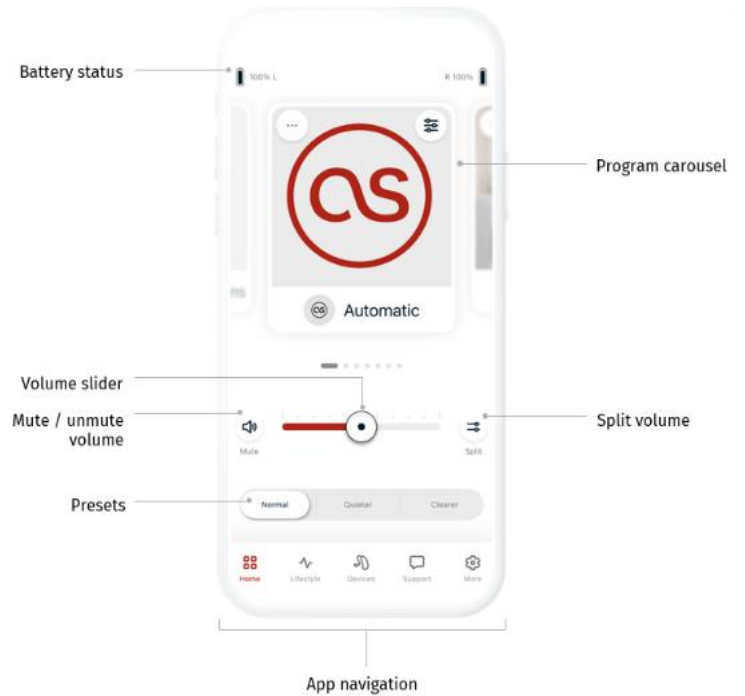 Battery status
100% L
R 100%
Program carousel
Automatic
Volume slider
Mute / unmute
volume
Split volume
Mute
Split
Presets
Normal
Quieter
Clearer
Home
Lifestyle
Devices
Support
More
App navigation